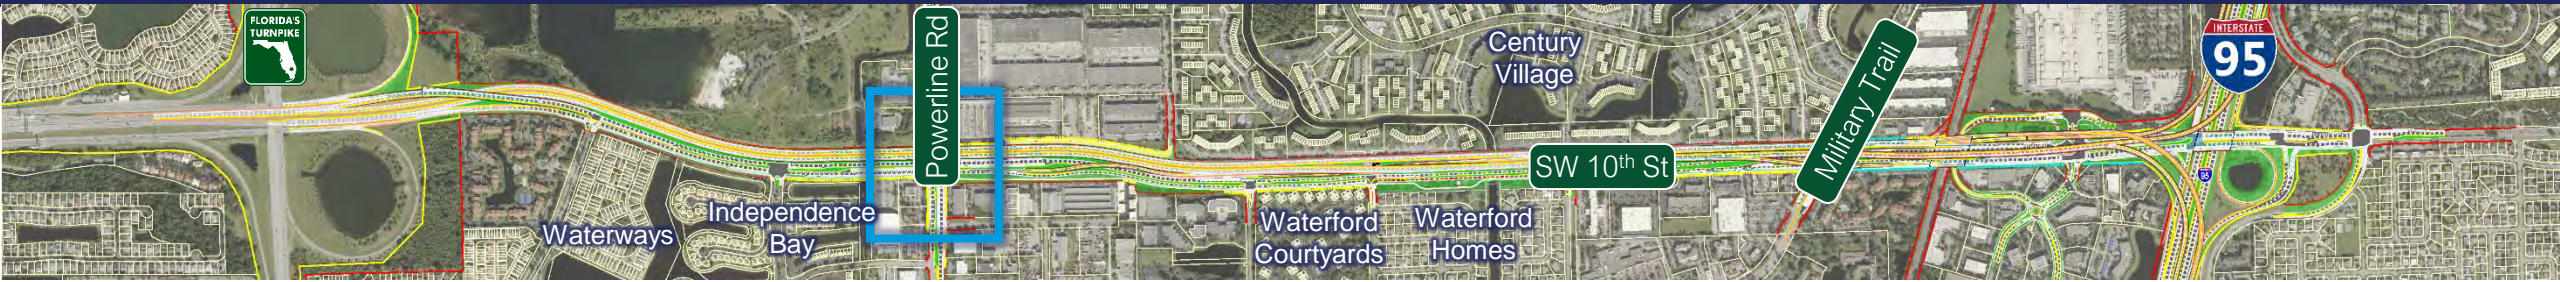 FLORIDA'S
TURNPIKE
Powerline Rd
Century
Village
Military Trail
INTERSTATE
95
SW 10th St
95
Independence
Bay
Waterways
Waterford
Courtyards
Waterford
Homes